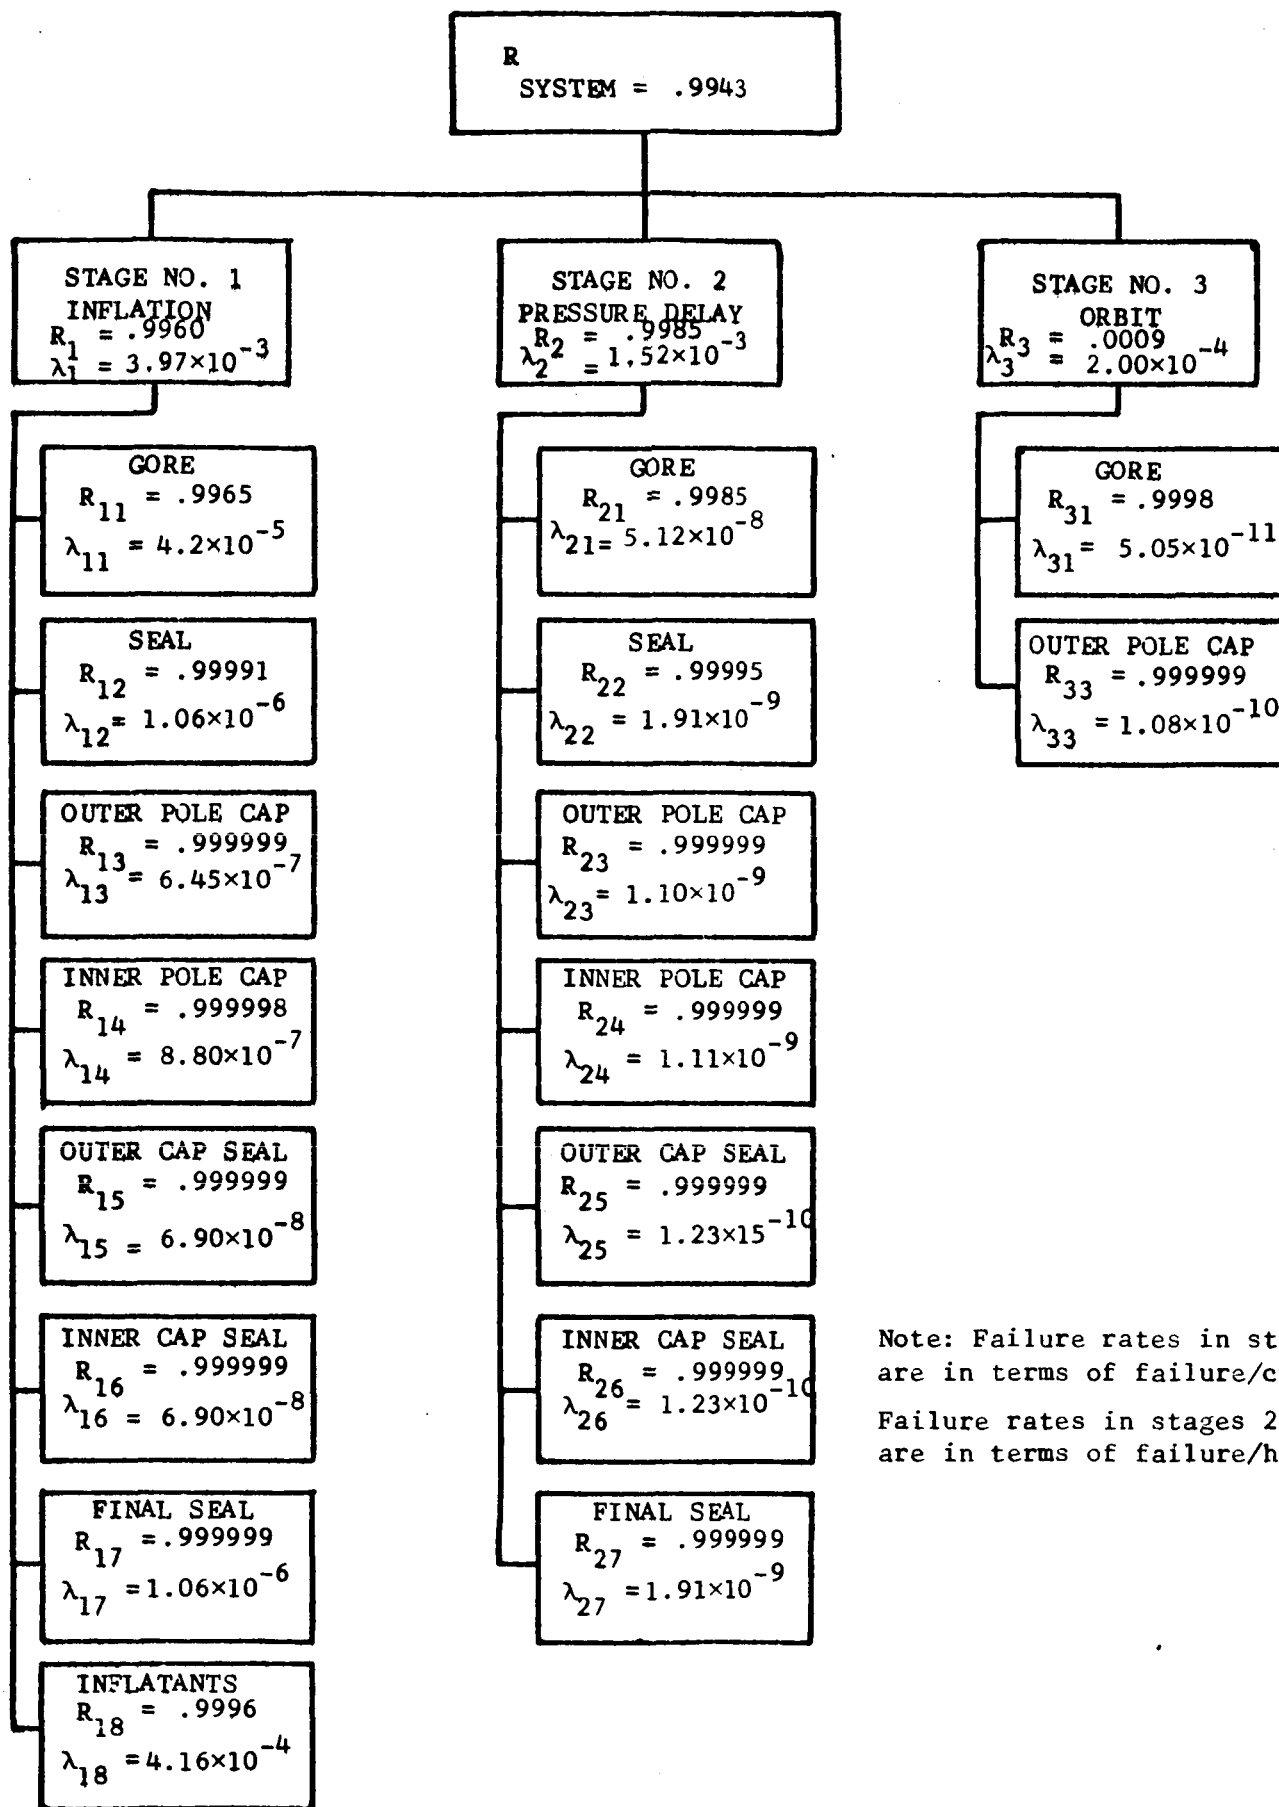 R
SYSTEM = .9943
STAGE NO. 1
INFLATION
R1 = .9960
λ1 = 3.97×10-3
GORE
R11 = .9965
λ11 = 4.2×10-5
SEAL
R12 = .99991
λ12= 1.06×10-6
OUTER POLE CAP
R13 = .999999
λ13= 6.45×10-7
INNER POLE CAP
R14 = .999998
λ14 = 8.80×10-7
OUTER CAP SEAL
R15 = .999999
λ15 = 6.90×10-8
INNER CAP SEAL
R16 = .999999
λ16 = 6.90×10-8
FINAL SEAL
R17 =.999999
λ17 =1.06×10-6
INFLATANTS
R18 = .9996
λ18 =4.16×10-4
STAGE NO. 2
PRESSURE DELAY
R2 = .9985
λ2 = 1.52×10-3
GORE
R21 = .9985
λ21= 5.12×10-8
SEAL
R22 = .99995
λ22 = 1.91×10-9
OUTER POLE CAP
R23 = .999999
λ23= 1.10×10-9
INNER POLE CAP
R24 = .999999
λ24 = 1.11×10-9
OUTER CAP SEAL
R25 = .999999
λ25 = 1.23×15-10
INNER CAP SEAL
R26 = .999999
λ26 = 1.23×10-10
FINAL SEAL
R27 = .999999
λ27 =1.91×10-9
STAGE NO. 3
ORBIT
R3 = .0009
λ3 = 2.00×10-4
GORE
R31 = .9998
λ31= 5.05×10-11
OUTER POLE CAP
R33 = .999999
λ33 =1.08×10-10
Note: Failure rates in st
are in terms of failure/c
Failure rates in stages 2
are in terms of failure/h